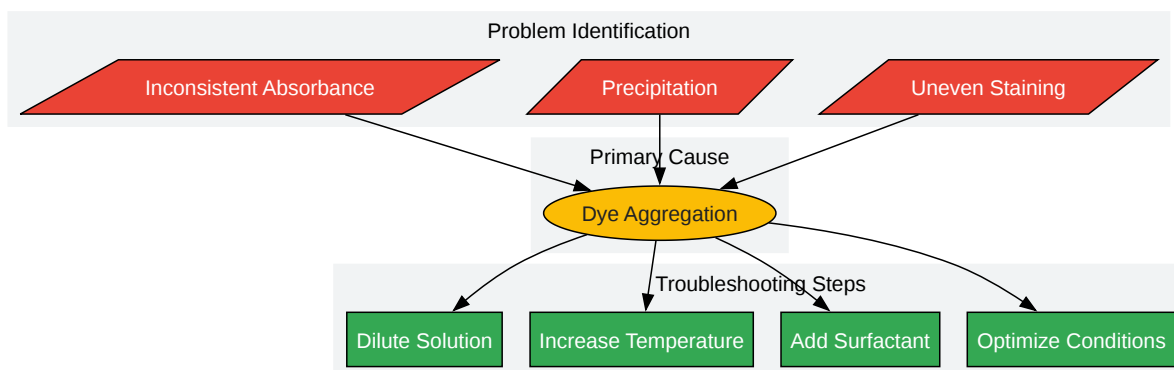 Problem Identification
Inconsistent Absorbance
Precipitation
Uneven Staining
Primary Cause
Dye Aggregation
Troubleshooting Steps
Dilute Solution
Increase Temperature
Add Surfactant
Optimize Conditions